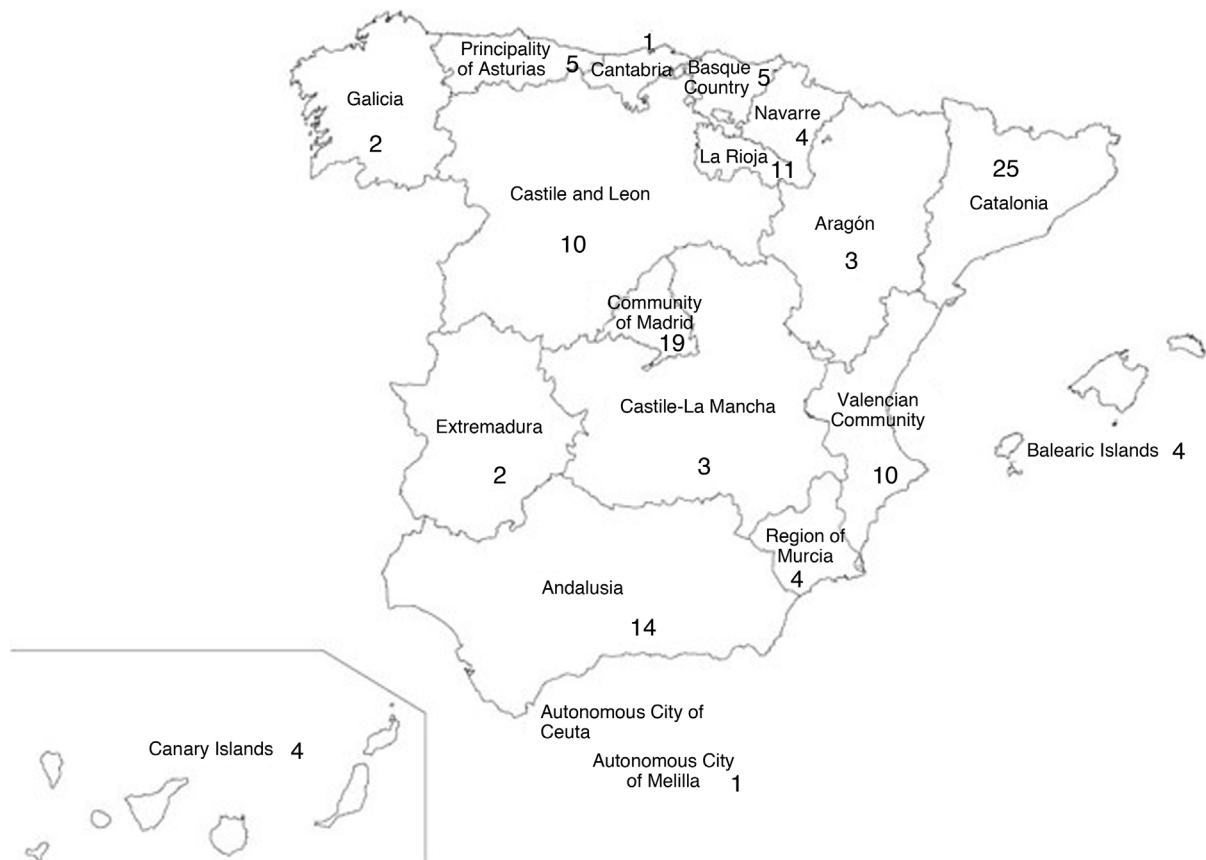 1
Principality
of Asturias
5
Cantabria
Basque
Country
5
Galicia
2
Navarre
4
La Rioja
11
25
Catalonia
Castile and Leon
10
Aragón
3
Community
of Madrid
19
Castile-La Mancha
3
Valencian
Community
10
Extremadura
2
Balearic Islands 4
Region of
Murcia
4
Andalusia
14
Autonomous City of
Ceuta
Canary Islands 4
Autonomous City
of Melilla
1